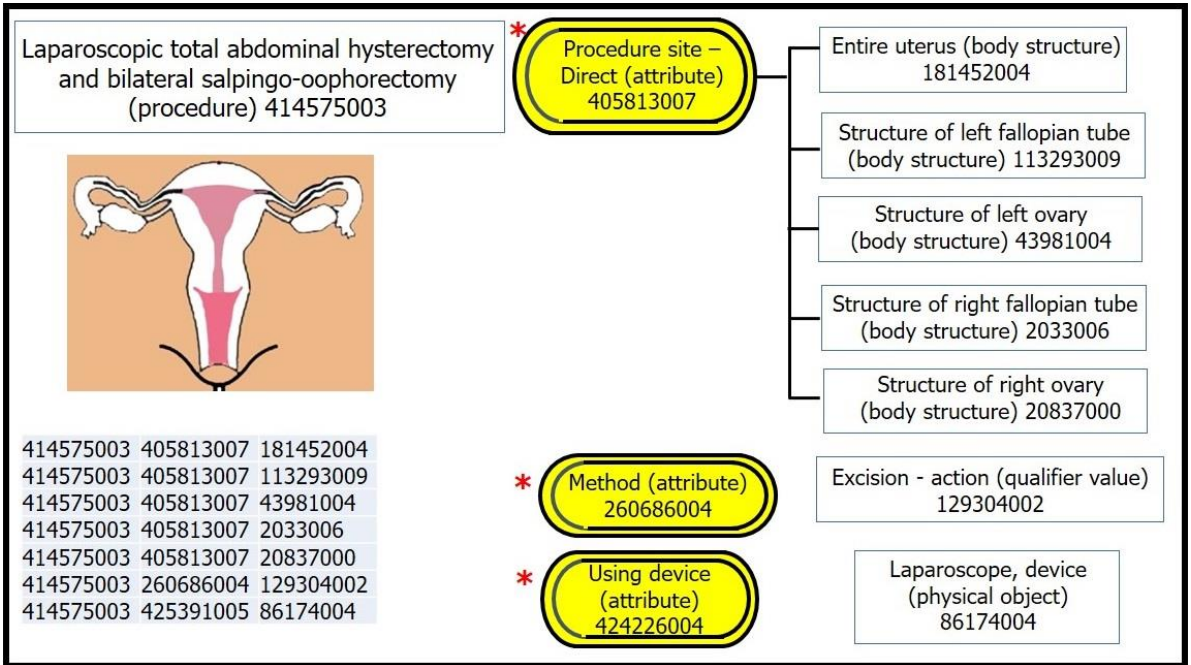 Laparoscopic total abdominal hysterectomy
and bilateral salpingo-oophorectomy
(procedure) 414575003
* Procedure site –
Direct (attribute)
405813007
Entire uterus (body structure)
181452004
Structure of left fallopian tube
(body structure) 113293009
Structure of left ovary
(body structure) 43981004
Structure of right fallopian tube
(body structure) 2033006
Structure of right ovary
(body structure) 20837000
414575003 405813007 181452004
414575003 405813007 113293009
414575003 405813007 43981004
414575003 405813007 2033006
414575003 405813007 20837000
414575003 260686004 129304002
414575003 425391005 86174004
* Method (attribute)
260686004
Excision - action (qualifier value)
129304002
* Using device
(attribute)
424226004
Laparoscope, device
(physical object)
86174004